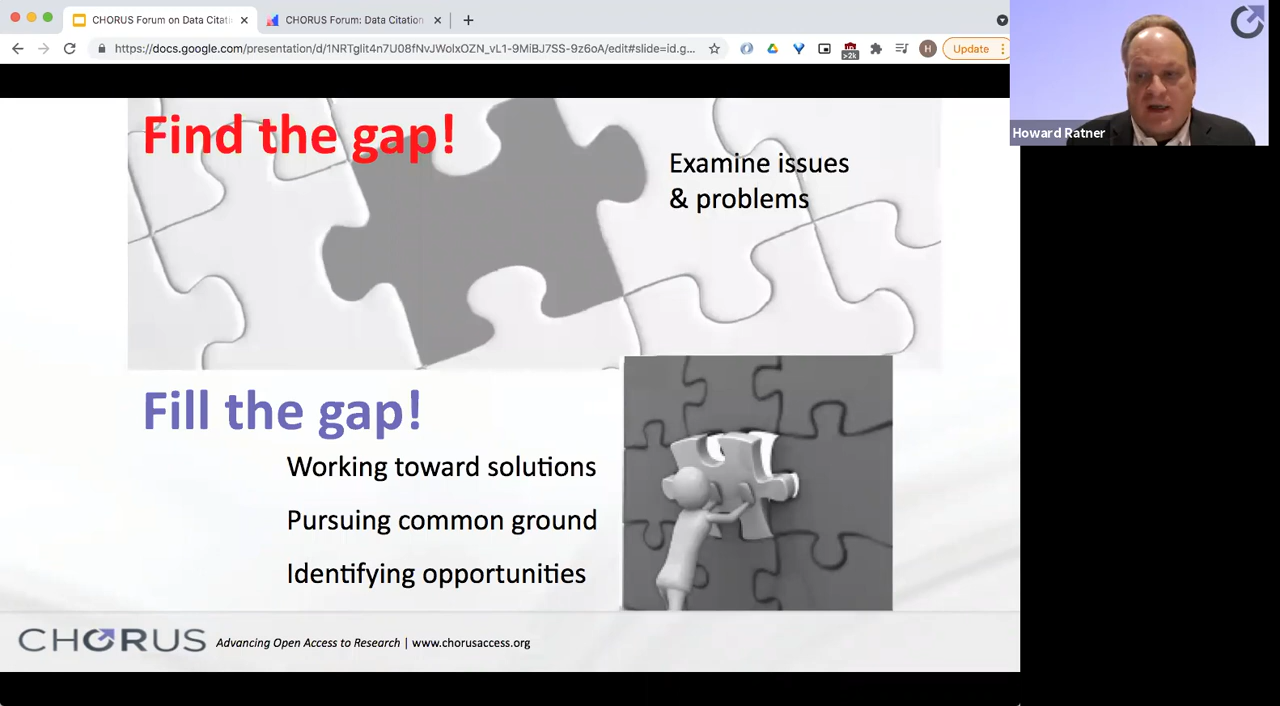 CHORUS Forum on Data Citati
CHORUS Forum: Data Citation
https://docs.google.com/presentation/d/1NRTglit4n7U08fNvJWolxOZN_vL1-9MiBJ7SS-9z6oA/edit#slide=id.g...
>2k
H
Update
Howard Ratner
Find the gap!
Examine issues
& problems
Fill the gap!
Working toward solutions
Pursuing common ground
Identifying opportunities
CHORUS Advancing Open Access to Research | www.chorusaccess.org